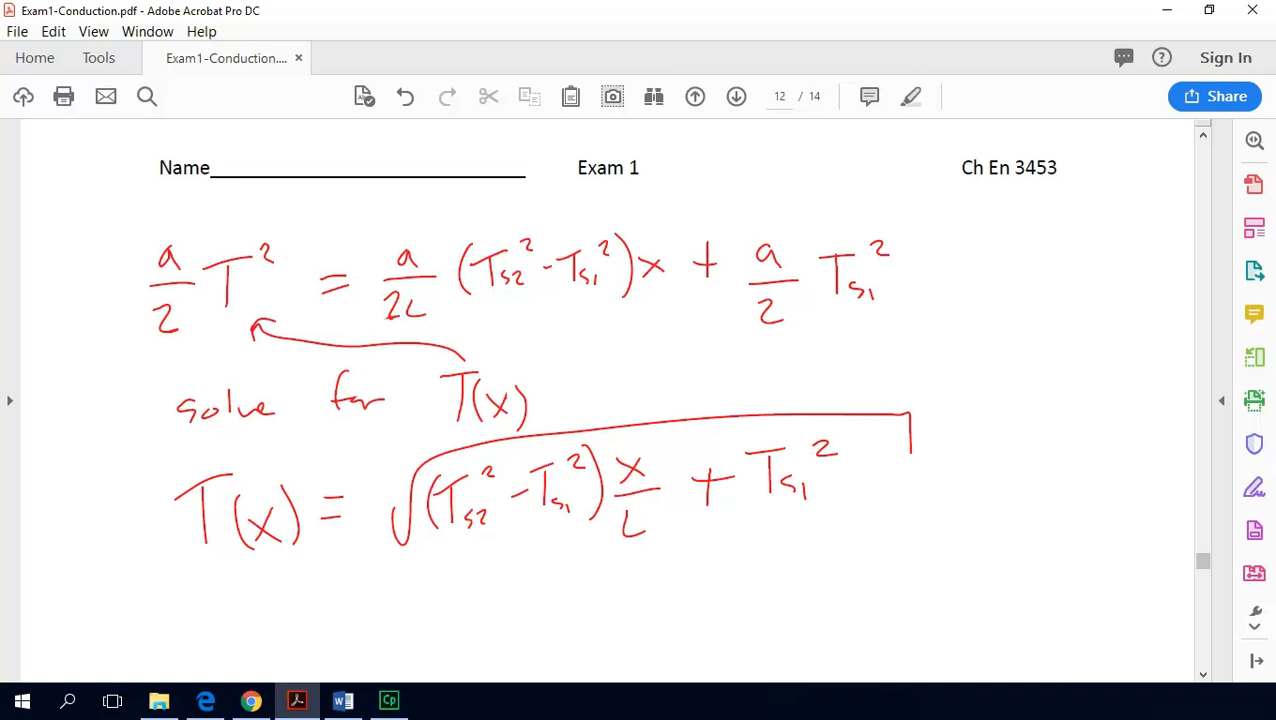 Exam1-Conduction.pdf - Adobe Acrobat Pro DC
File Edit View Window Help
Home Tools Exam1-Conduction.... × Sign In
12 / 14 Share
Name____________________ Exam 1 Ch En 3453
a/2 T² = a/2L (Ts2² - Ts1²)x + a/2 Ts1²
solve for T(x)
T(x) = √((Ts2² - Ts1²) x/L + Ts1²)
W Cp